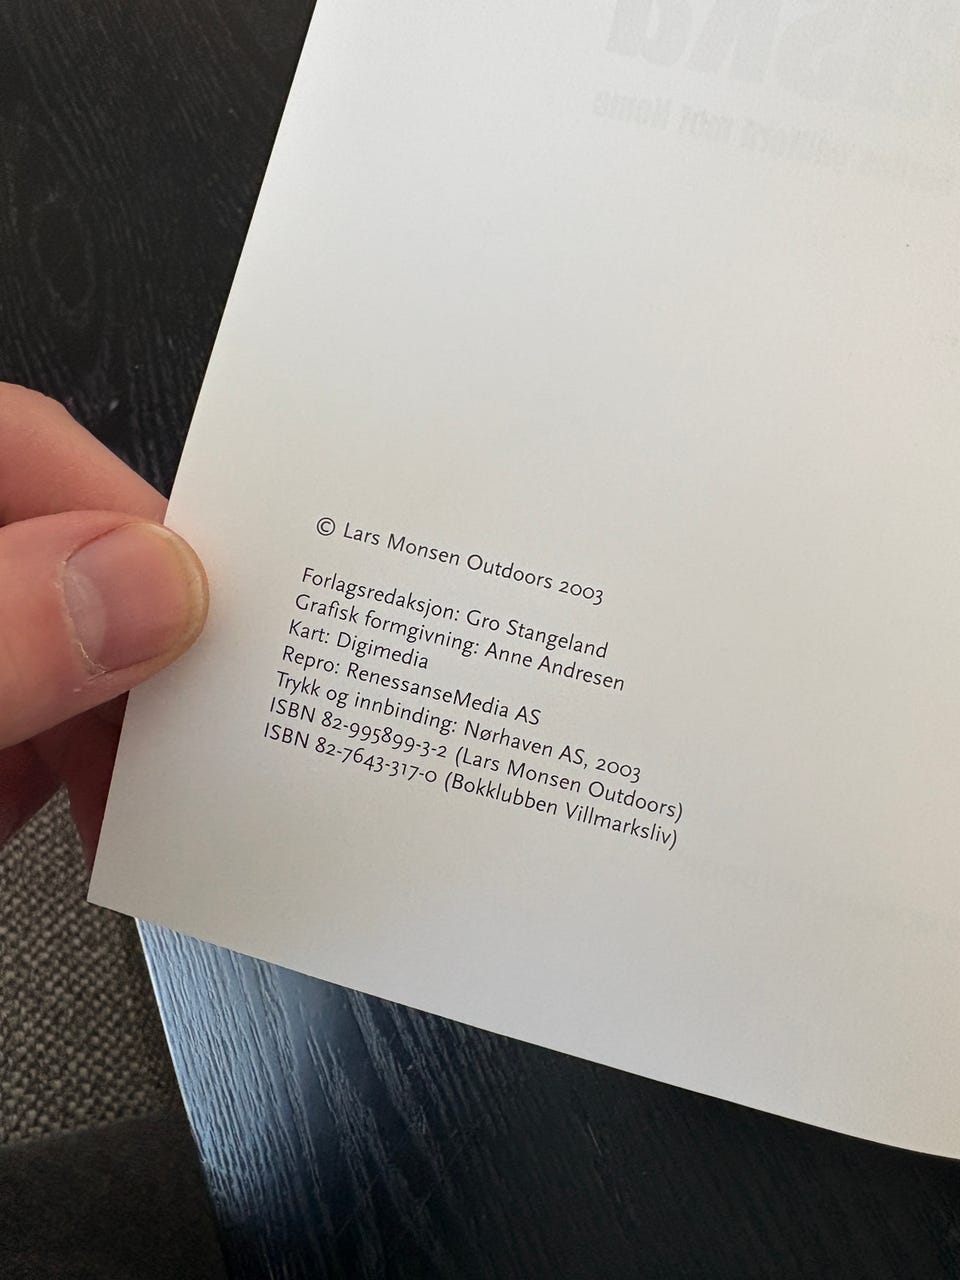 © Lars Monsen Outdoors 2003
Forlagsredaksjon: Gro Stangeland
Grafisk formgivning: Anne Andresen
Kart: Digimedia
Repro: RenessanseMedia AS
Trykk og innbinding: Nørhaven AS, 2003
ISBN 82-995899-3-2 (Lars Monsen Outdoors)
ISBN 82-7643-317-0 (Bokklubben Villmarksliv)